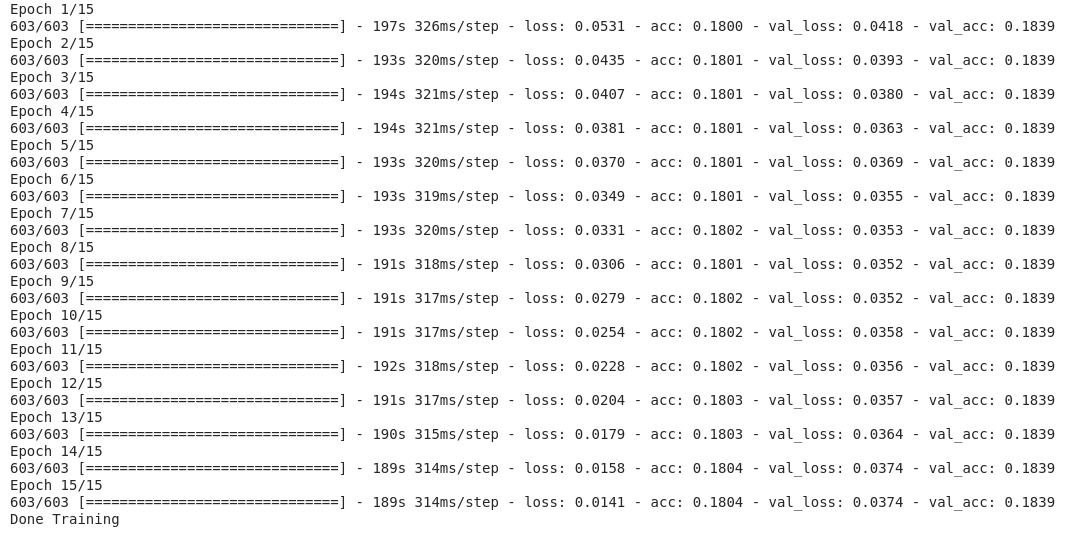 Epoch 1/15
603/603 [==============================] - 197s 326ms/step - loss: 0.0531 - acc: 0.1800 - val_loss: 0.0418 - val_acc: 0.1839
Epoch 2/15
603/603 [==============================] - 193s 320ms/step - loss: 0.0435 - acc: 0.1801 - val_loss: 0.0393 - val_acc: 0.1839
Epoch 3/15
603/603 [==============================] - 194s 321ms/step - loss: 0.0407 - acc: 0.1801 - val_loss: 0.0380 - val_acc: 0.1839
Epoch 4/15
603/603 [==============================] - 194s 321ms/step - loss: 0.0381 - acc: 0.1801 - val_loss: 0.0363 - val_acc: 0.1839
Epoch 5/15
603/603 [==============================] - 193s 320ms/step - loss: 0.0370 - acc: 0.1801 - val_loss: 0.0369 - val_acc: 0.1839
Epoch 6/15
603/603 [==============================] - 193s 319ms/step - loss: 0.0349 - acc: 0.1801 - val_loss: 0.0355 - val_acc: 0.1839
Epoch 7/15
603/603 [==============================] - 193s 320ms/step - loss: 0.0331 - acc: 0.1802 - val_loss: 0.0353 - val_acc: 0.1839
Epoch 8/15
603/603 [==============================] - 191s 318ms/step - loss: 0.0306 - acc: 0.1801 - val_loss: 0.0352 - val_acc: 0.1839
Epoch 9/15
603/603 [==============================] - 191s 317ms/step - loss: 0.0279 - acc: 0.1802 - val_loss: 0.0352 - val_acc: 0.1839
Epoch 10/15
603/603 [==============================] - 191s 317ms/step - loss: 0.0254 - acc: 0.1802 - val_loss: 0.0358 - val_acc: 0.1839
Epoch 11/15
603/603 [==============================] - 192s 318ms/step - loss: 0.0228 - acc: 0.1802 - val_loss: 0.0356 - val_acc: 0.1839
Epoch 12/15
603/603 [==============================] - 191s 317ms/step - loss: 0.0204 - acc: 0.1803 - val_loss: 0.0357 - val_acc: 0.1839
Epoch 13/15
603/603 [==============================] - 190s 315ms/step - loss: 0.0179 - acc: 0.1803 - val_loss: 0.0364 - val_acc: 0.1839
Epoch 14/15
603/603 [==============================] - 189s 314ms/step - loss: 0.0158 - acc: 0.1804 - val_loss: 0.0374 - val_acc: 0.1839
Epoch 15/15
603/603 [==============================] - 189s 314ms/step - loss: 0.0141 - acc: 0.1804 - val_loss: 0.0374 - val_acc: 0.1839
Done Training